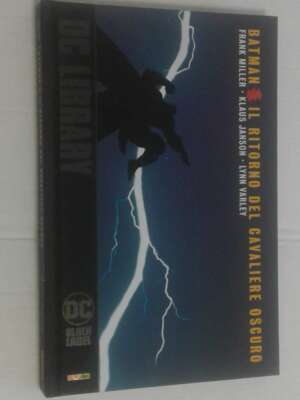 BATMAN IL RITORNO DEL CAVALIERE OSCURO
FRANK MILLER • KLAUS JANSON • LYNN VARLEY
DC LIBRARY
DC
BLACK
LABEL